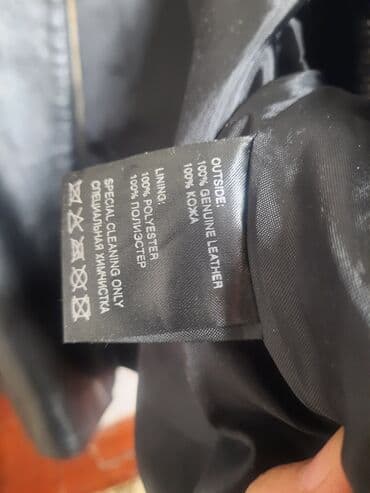 OUTSIDE:
100% GENUINE LEATHER
100% КОЖА
LINING:
100% POLYESTER
100% ПОЛИЭСТЕР
SPECIAL CLEANING ONLY
СПЕЦИАЛЬНАЯ ХИМЧИСТКА